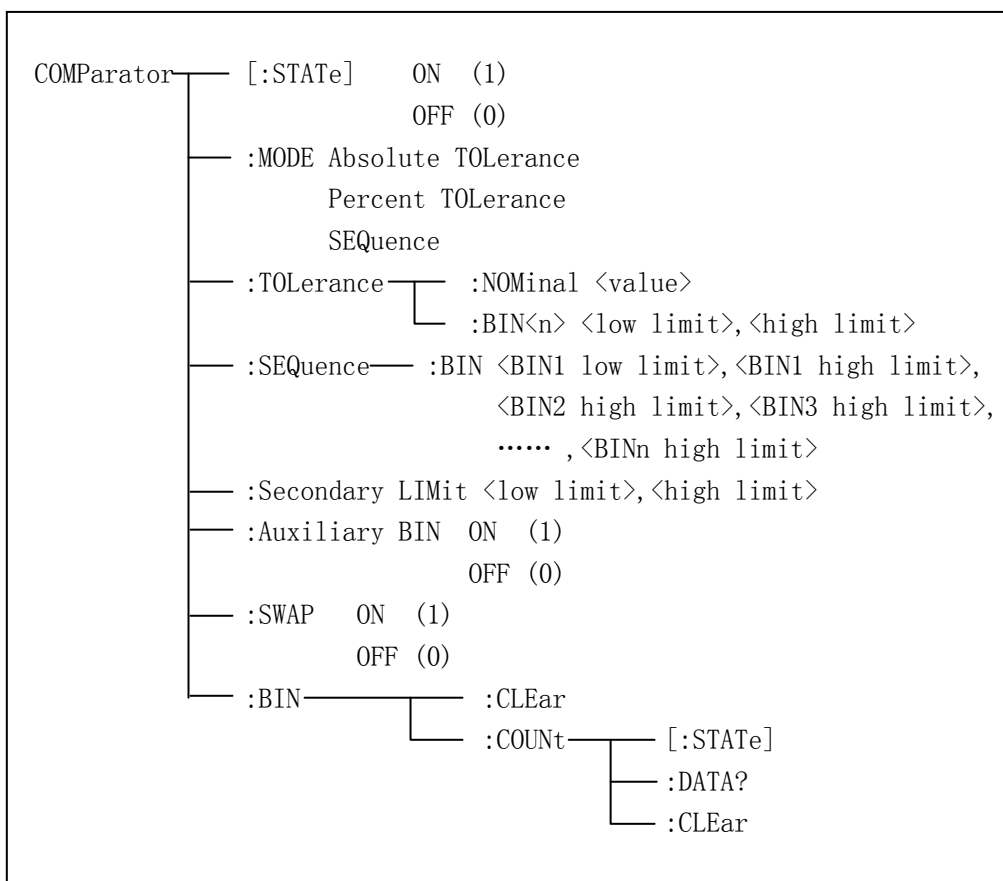 COMParator [:STATe] ON (1)
OFF (0)
:MODE Absolute TOLerance
Percent TOLerance
SEQuence
:TOLerance :NOMinal <value>
:BIN<n> <low limit>,<high limit>
:SEQuence :BIN <BIN1 low limit>,<BIN1 high limit>,
<BIN2 high limit>,<BIN3 high limit>,
…… ,<BINn high limit>
:Secondary LIMit <low limit>,<high limit>
:Auxiliary BIN ON (1)
OFF (0)
:SWAP ON (1)
OFF (0)
:BIN :CLEar
:COUNt [:STATe]
:DATA?
:CLEar